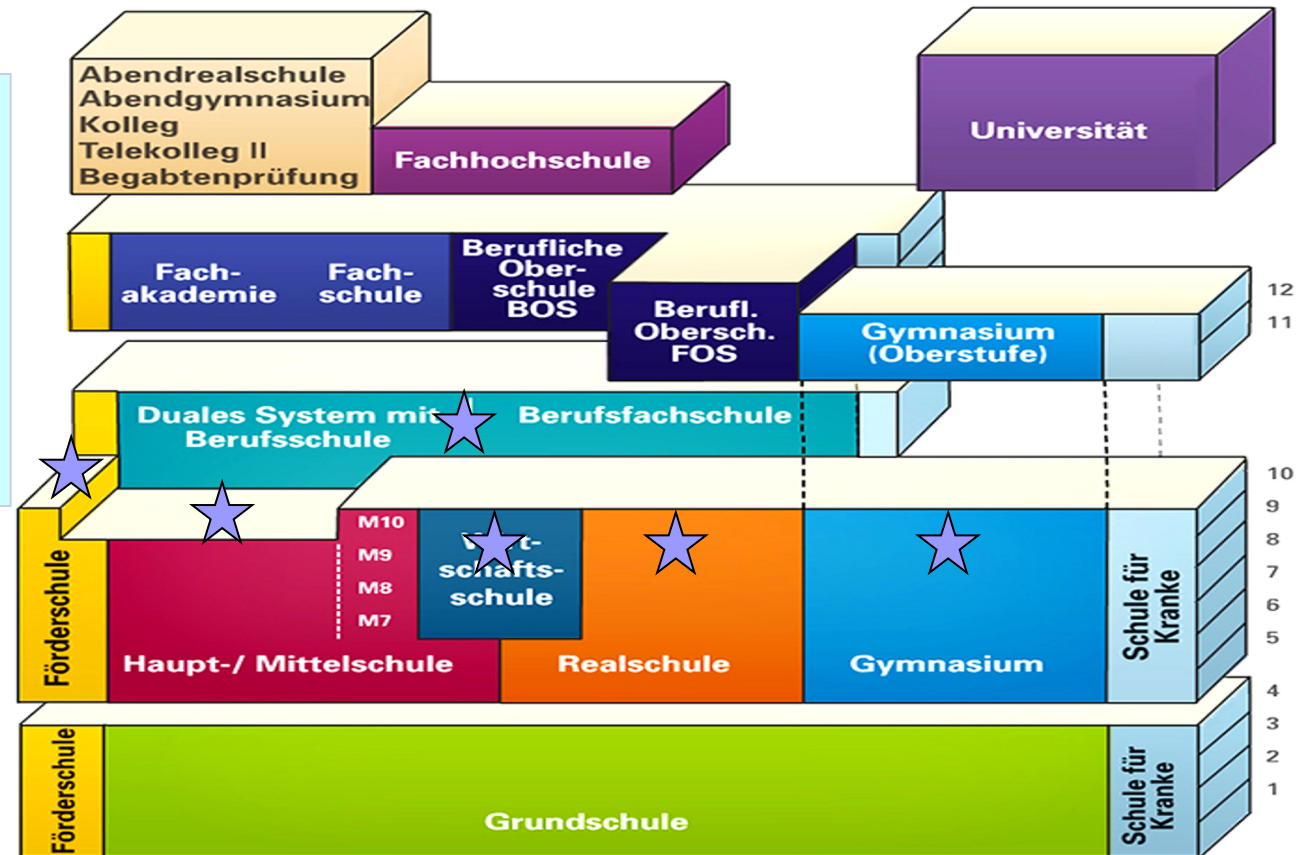 Abendrealschule
Abendgymnasium
Kolleg
Telekolleg II
Begabtenprüfung
Fachhochschule
Universität
Fach-
akademie
Fach-
schule
Berufliche
Ober-
schule
BOS
Berufl.
Obersch.
FOS
Gymnasium
(Oberstufe)
12
11
Duales System mit
Berufsschule
Berufsfachschule
10
9
8
7
6
5
Förderschule
M10
M9
M8
M7
Haupt-/ Mittelschule
schafts-
schule
Realschule
Gymnasium
Schule für
Kranke
4
3
2
1
Förderschule
Grundschule
Schule für
Kranke